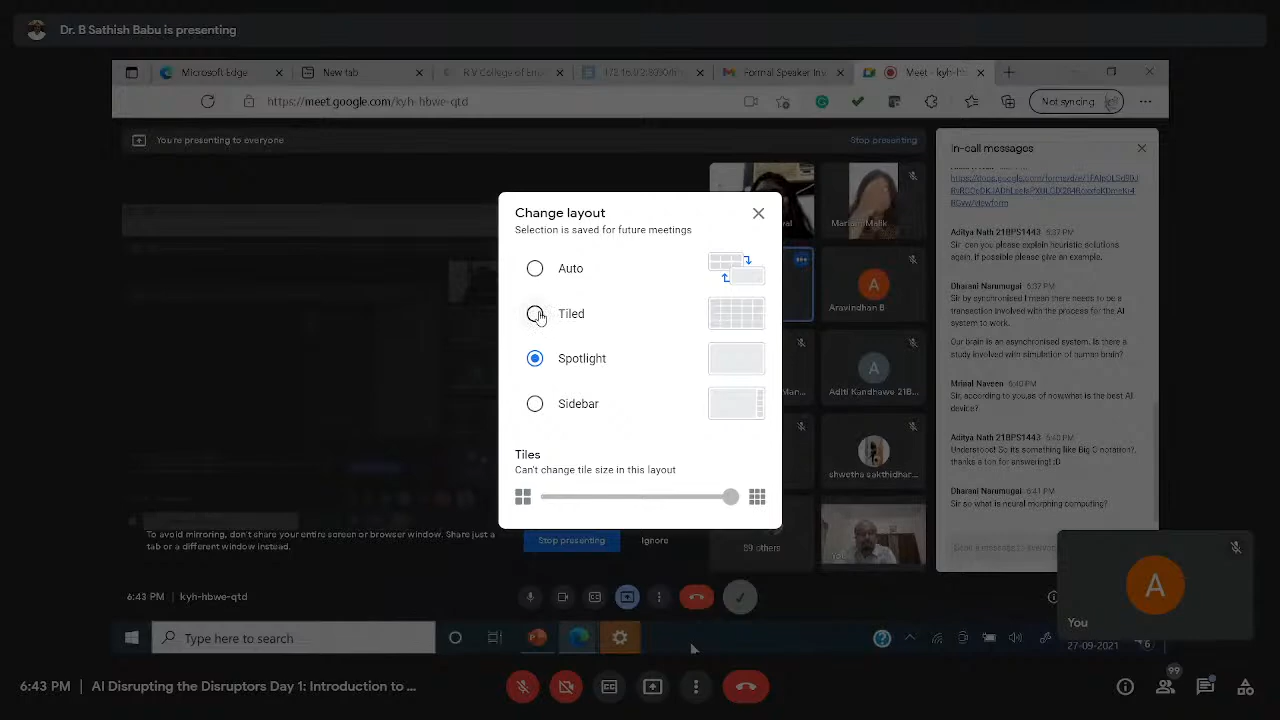 Dr. B Sathish Babu is presenting
Microsoft Edge
New tab
R V College of En
Formal Speaker Inv
Meet - kyh-hb
https://meet.google.com/kyh-hbwe-qtd
Not syncing
You're presenting to everyone
Stop presenting
In-call messages
Change layout
Selection is saved for future meetings
Auto
Tiled
Spotlight
Sidebar
Tiles
Can't change tile size in this layout
Mariam Malik
Aravindhan B
Aditi Kandhawe 21B...
shwetha sakthidhar...
59 others
Aditya Nath 21BPS1443 5:37 PM
Sir can you please explain heuristic solutions
again. If possible please give an example.
Dharani Narumugai
Sir by synchronised I mean there needs to be a
transaction involved with the process for the AI
system to work.
Our brain is an asynchronised system. Is there a
study involved with simulation of human brain?
Mrinal Naveen 6:40 PM
Sir, according to you, as of now what is the best AI
device?
Aditya Nath 21BPS1443 6:40 PM
Understood! So its something like Big O notation?,
thanks a ton for answering! :D
Dharani Narumugai 6:41 PM
Sir so what is neural morphing computing?
To avoid mirroring, don't share your entire screen or browser window. Share just a
tab or a different window instead.
Stop presenting
Ignore
A
You
6:43 PM | kyh-hbwe-qtd
Type here to search
27-09-2021
6:43 PM | AI Disrupting the Disruptors Day 1: Introduction to ...
99